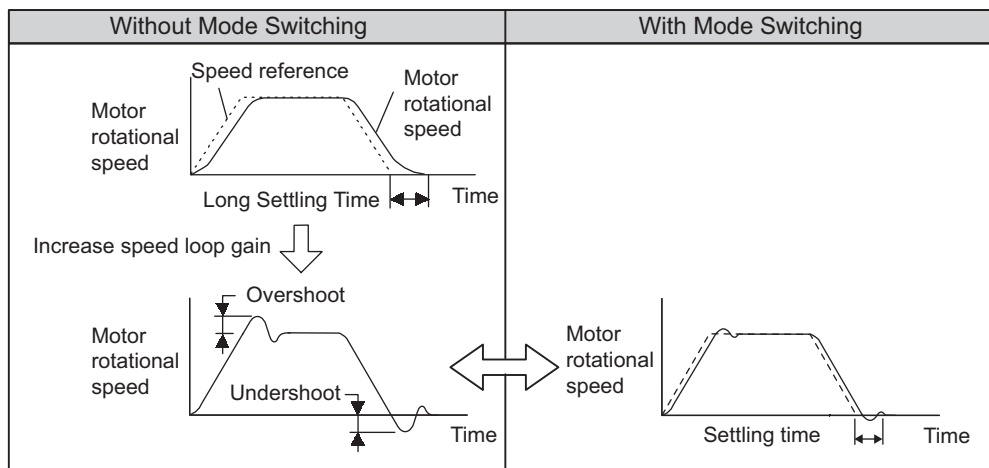 Without Mode Switching
With Mode Switching
Speed reference
Motor
rotational
speed
Motor
rotational
speed
Long Settling Time
Time
Increase speed loop gain
Overshoot
Motor
rotational
speed
Undershoot
Time
Motor
rotational
speed
Settling time
Time